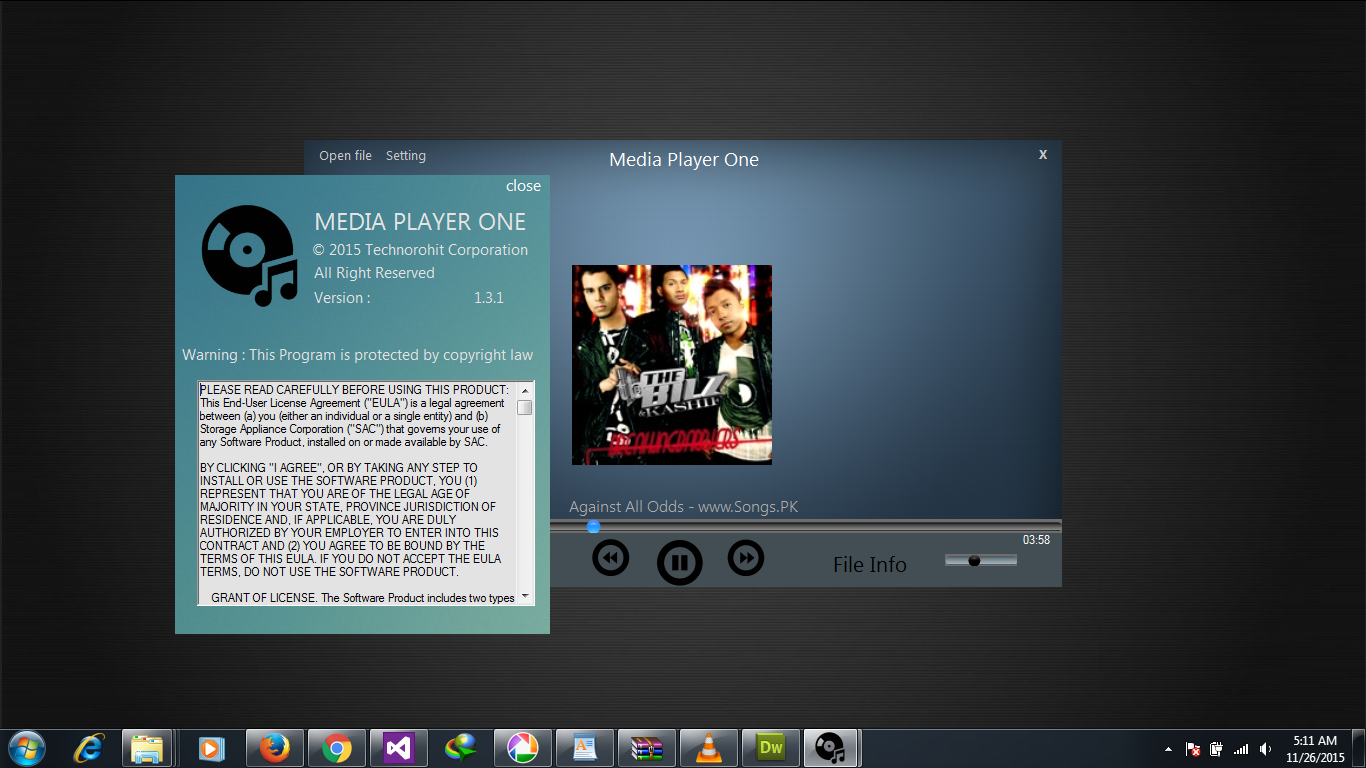 Open file Setting
Media Player One
X
close
MEDIA PLAYER ONE
© 2015 Technorohit Corporation
All Right Reserved
Version : 1.3.1
Warning : This Program is protected by copyright law
PLEASE READ CAREFULLY BEFORE USING THIS PRODUCT:
This End-User License Agreement ("EULA") is a legal agreement
between (a) you (either an individual or a single entity) and (b)
Storage Appliance Corporation ("SAC") that governs your use of
any Software Product, installed on or made available by SAC.
BY CLICKING "I AGREE", OR BY TAKING ANY STEP TO
INSTALL OR USE THE SOFTWARE PRODUCT, YOU (1)
REPRESENT THAT YOU ARE OF THE LEGAL AGE OF
MAJORITY IN YOUR STATE, PROVINCE JURISDICTION OF
RESIDENCE AND, IF APPLICABLE, YOU ARE DULY
AUTHORIZED BY YOUR EMPLOYER TO ENTER INTO THIS
CONTRACT AND (2) YOU AGREE TO BE BOUND BY THE
TERMS OF THIS EULA. IF YOU DO NOT ACCEPT THE EULA
TERMS, DO NOT USE THE SOFTWARE PRODUCT.
GRANT OF LICENSE. The Software Product includes two types
THE
BILZ
& KASHIF
Against All Odds - www.Songs.PK
03:58
File Info
Dw
5:11 AM
11/26/2015